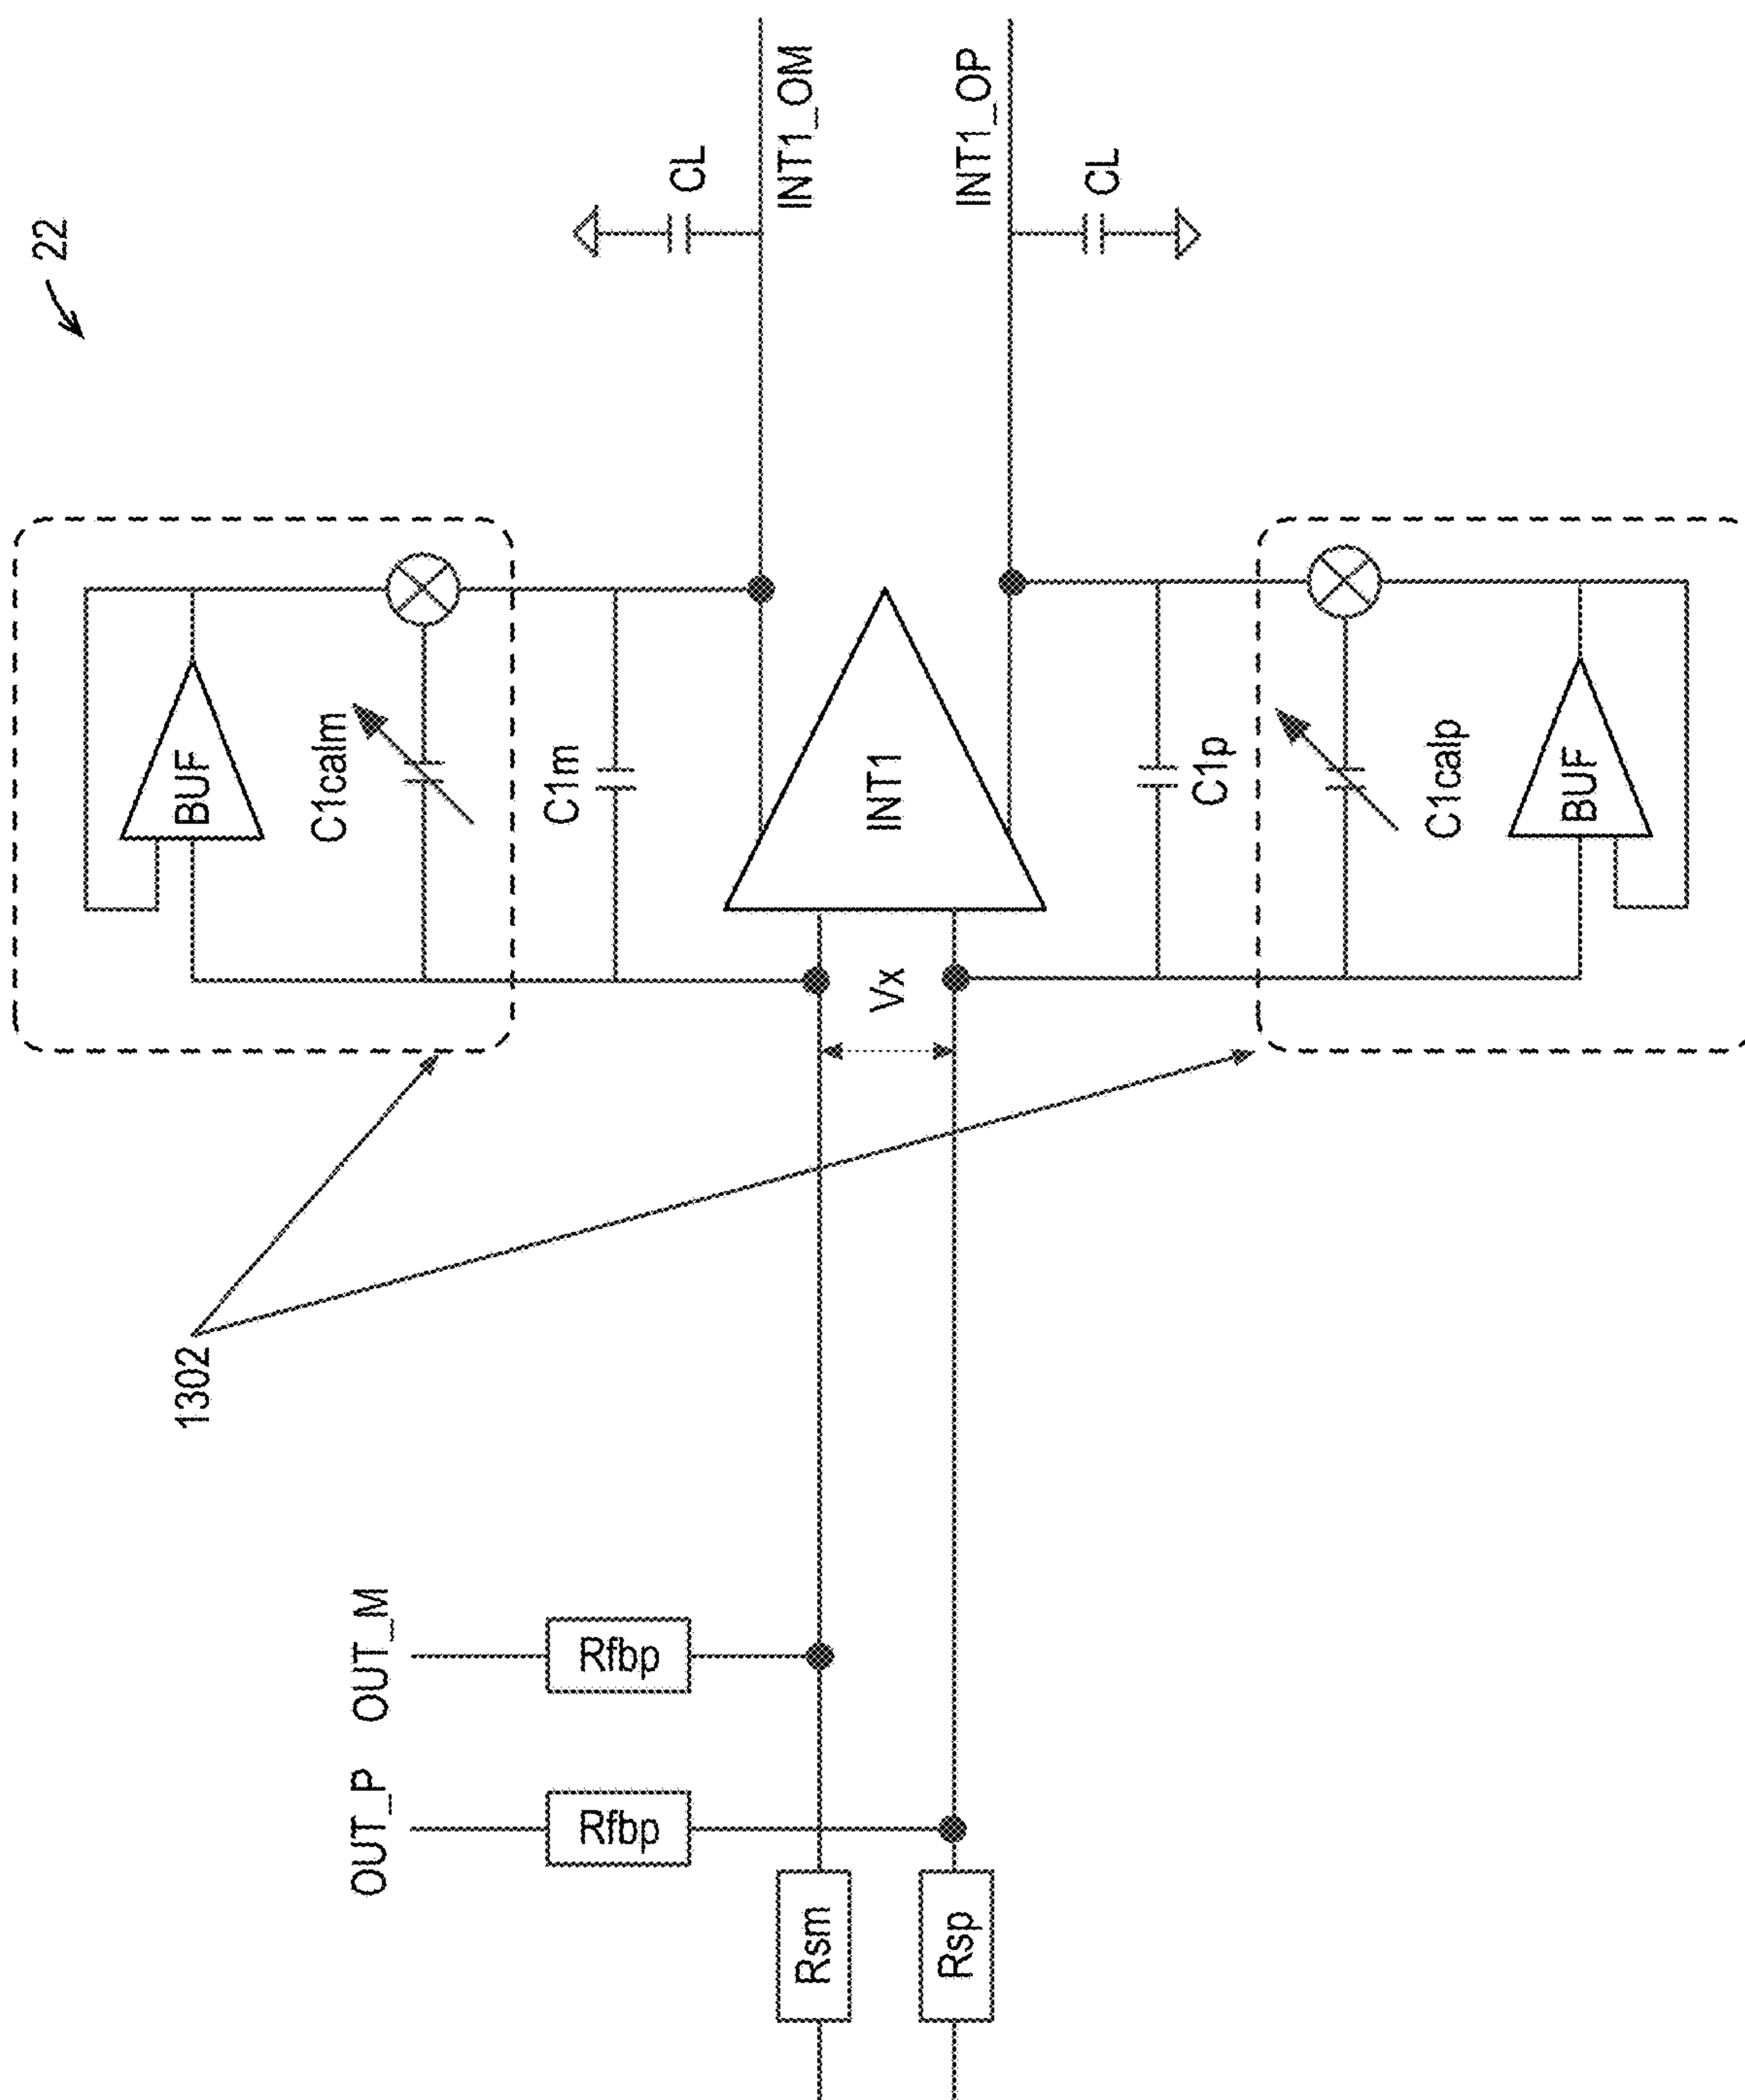 22
BUF
C1calm
C1m
CL
INT1_OM
1302
OUT_M
OUT_P
Rfbp
Rfbp
Rsm
Rsp
Vx
INT1
INT1_OP
CL
C1p
C1calp
BUF